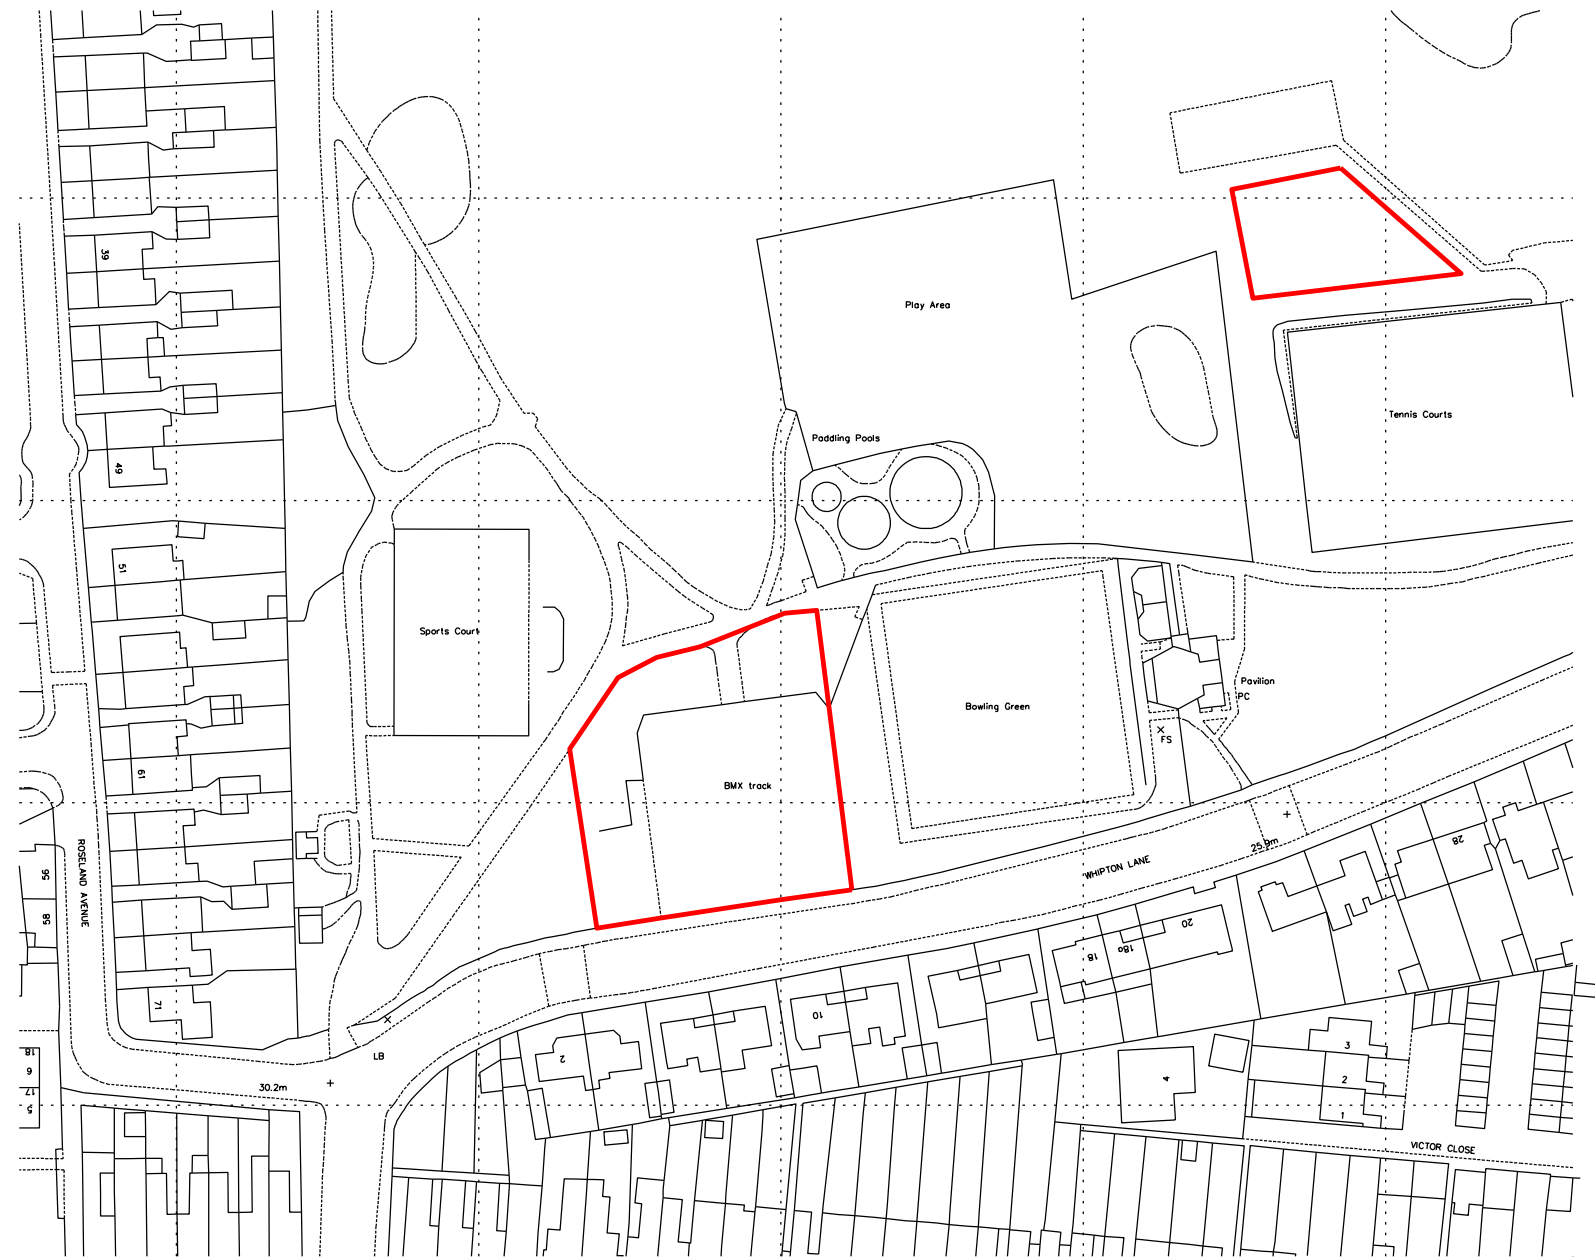 39
Play Area
49
Paddling Pools
Tennis Courts
51
Sports Court
Pavilion
PC
Bowling Green
FS
61
BMX track
25.9m
28
ROSELAND AVENUE
WHIPTON LANE
56
58
20
18a
18
71
10
2
LB
30.2m
3
2
1
4
18
6
17
5
VICTOR CLOSE